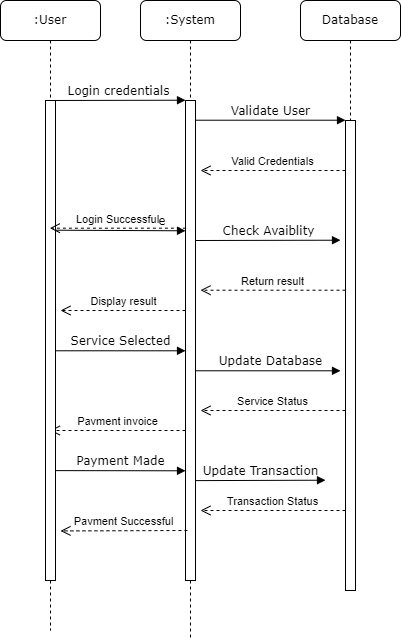 :User
:System
Database
Login credentials
Validate User
Valid Credentials
Login Successful
Check Avaiblity
Return result
Display result
Service Selected
Update Database
Service Status
Payment invoice
Payment Made
Update Transaction
Transaction Status
Payment Successful